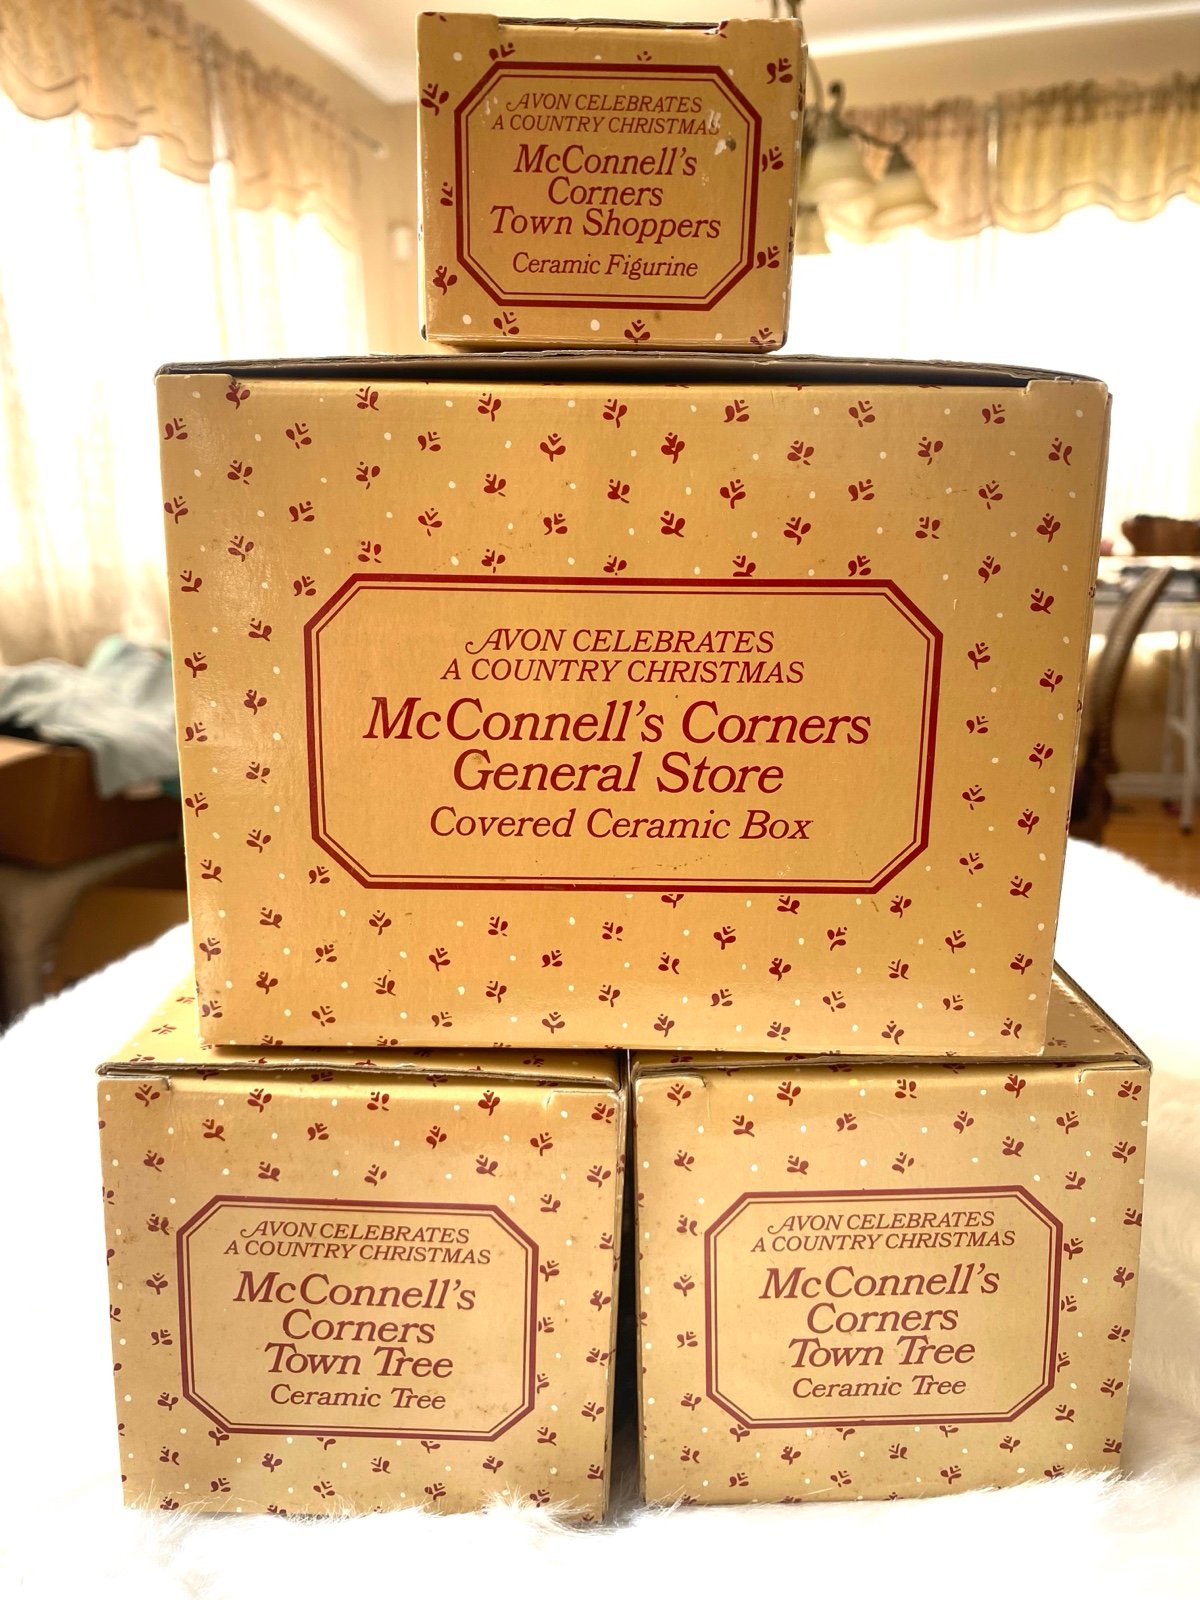 AVON CELEBRATES
A COUNTRY CHRISTMAS
McConnell's
Corners
Town Shoppers
Ceramic Figurine
AVON CELEBRATES
A COUNTRY CHRISTMAS
McConnell's Corners
General Store
Covered Ceramic Box
AVON CELEBRATES
A COUNTRY CHRISTMAS
McConnell's
Corners
Town Tree
Ceramic Tree
AVON CELEBRATES
A COUNTRY CHRISTMAS
McConnell's
Corners
Town Tree
Ceramic Tree